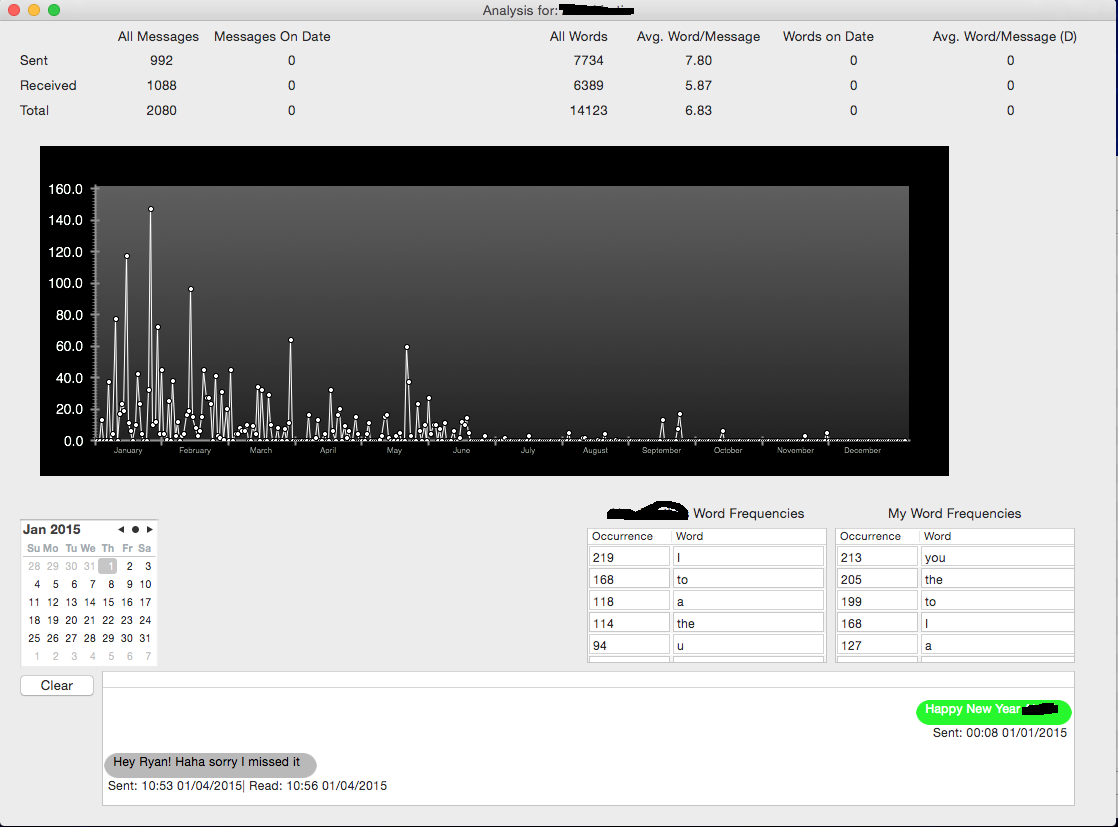 Analysis for:
All Messages Messages On Date All Words Avg. Word/Message Words on Date Avg. Word/Message (D)
Sent 992 0 7734 7.80 0 0
Received 1088 0 6389 5.87 0 0
Total 2080 0 14123 6.83 0 0
160.0
140.0
120.0
100.0
80.0
60.0
40.0
20.0
0.0
January February March April May June July August September October November December
Jan 2015
Su Mo Tu We Th Fr Sa
28 29 30 31 1 2 3
4 5 6 7 8 9 10
11 12 13 14 15 16 17
18 19 20 21 22 23 24
25 26 27 28 29 30 31
1 2 3 4 5 6 7
Clear
Word Frequencies
Occurrence Word
219 I
168 to
118 a
114 the
94 u
My Word Frequencies
Occurrence Word
213 you
205 the
199 to
168 I
127 a
Happy New Year
Sent: 00:08 01/01/2015
Hey Ryan! Haha sorry I missed it
Sent: 10:53 01/04/2015| Read: 10:56 01/04/2015